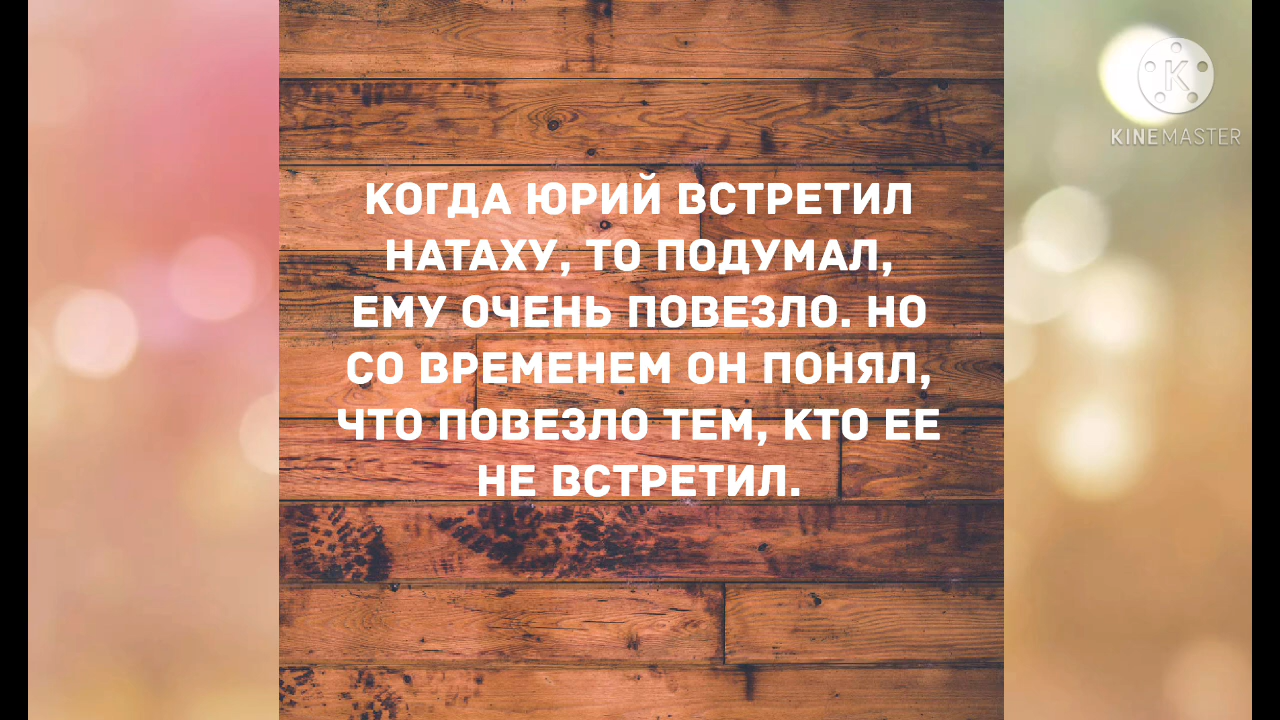 КОГДА ЮРИЙ ВСТРЕТИЛ
НАТАХУ, ТО ПОДУМАЛ,
ЕМУ ОЧЕНЬ ПОВЕЗЛО. НО
СО ВРЕМЕНЕМ ОН ПОНЯЛ,
ЧТО ПОВЕЗЛО ТЕМ, КТО ЕЕ
НЕ ВСТРЕТИЛ.
K
KINEMASTER